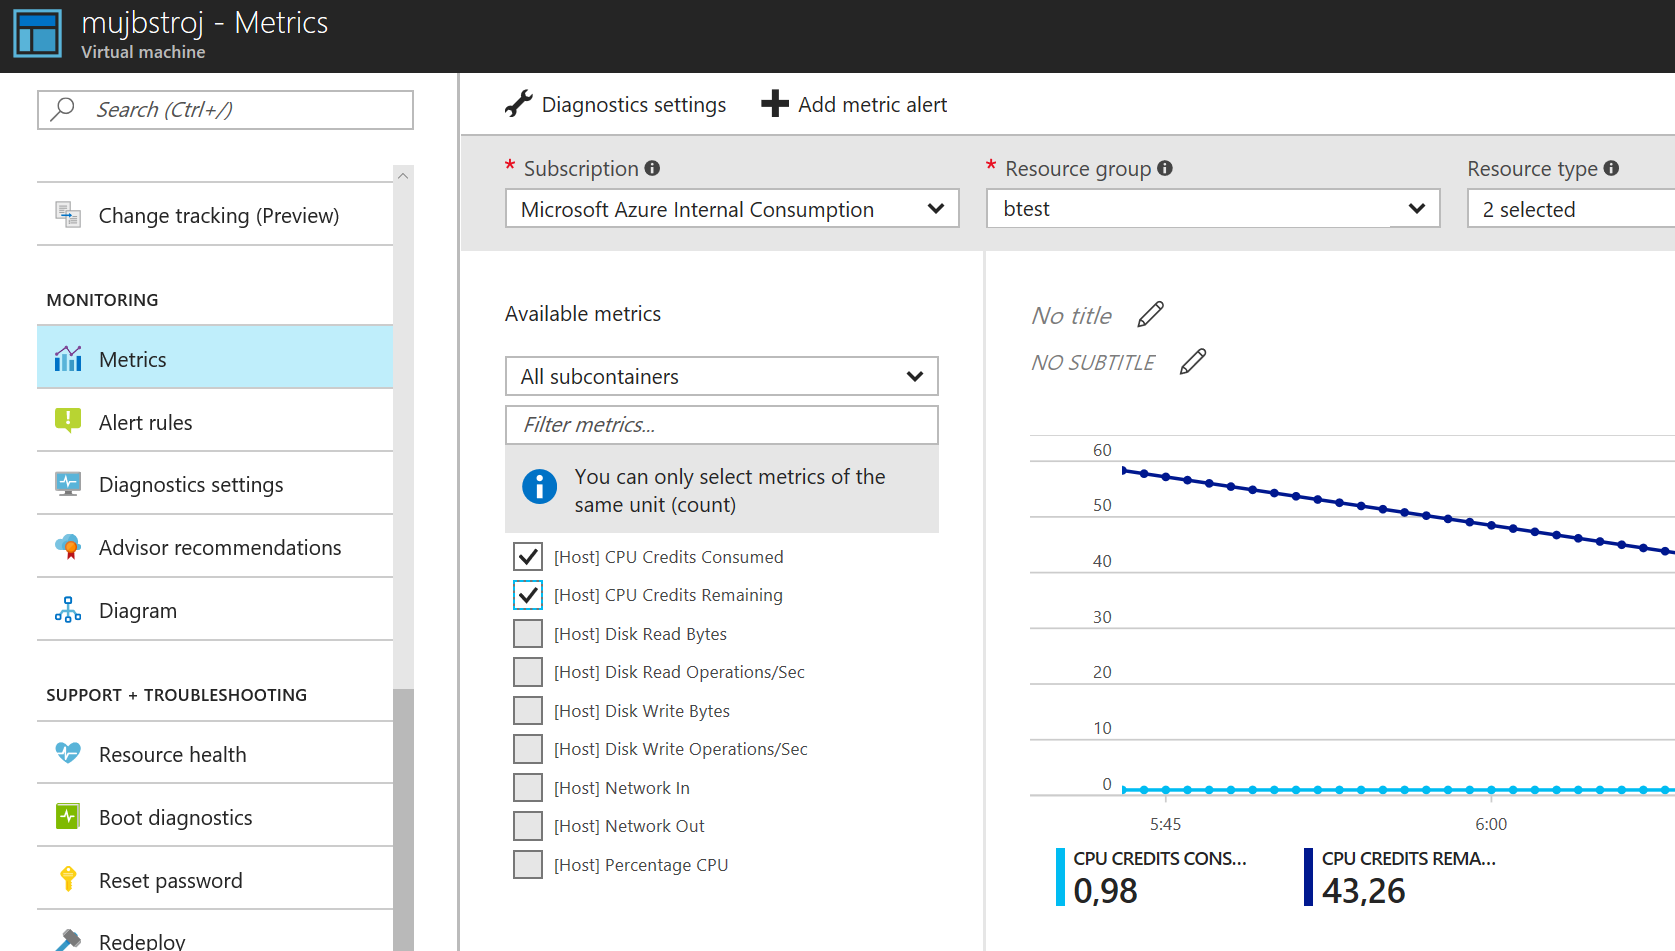 mujbstroj - Metrics
Virtual machine
Search (Ctrl+/)
Change tracking (Preview)
MONITORING
Metrics
Alert rules
Diagnostics settings
Advisor recommendations
Diagram
SUPPORT + TROUBLESHOOTING
Resource health
Boot diagnostics
Reset password
Redeploy
Diagnostics settings
Add metric alert
* Subscription
Microsoft Azure Internal Consumption
* Resource group
btest
Resource type
2 selected
Available metrics
All subcontainers
Filter metrics...
You can only select metrics of the
same unit (count)
[Host] CPU Credits Consumed
[Host] CPU Credits Remaining
[Host] Disk Read Bytes
[Host] Disk Read Operations/Sec
[Host] Disk Write Bytes
[Host] Disk Write Operations/Sec
[Host] Network In
[Host] Network Out
[Host] Percentage CPU
No title
NO SUBTITLE
60
50
40
30
20
10
0
5:45
6:00
CPU CREDITS CONS...
0,98
CPU CREDITS REMA...
43,26